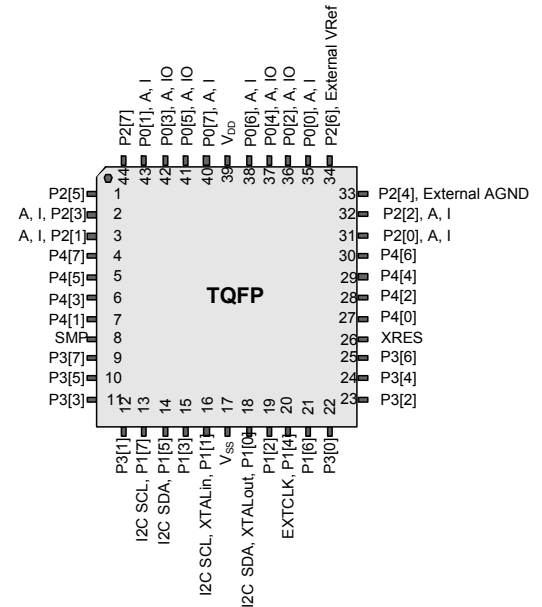 44 P2[7]
43 P0[1], A, I
42 P0[3], A, IO
41 P0[5], A, IO
40 P0[7], A, I
39 VDD
38 P0[6], A, I
37 P0[4], A, IO
36 P0[2], A, IO
35 P0[0], A, I
34 P2[6], External VRef
P2[5] 1
A, I, P2[3] 2
A, I, P2[1] 3
P4[7] 4
P4[5] 5
P4[3] 6
P4[1] 7
SMP 8
P3[7] 9
P3[5] 10
P3[3] 11
TQFP
33 P2[4], External AGND
32 P2[2], A, I
31 P2[0], A, I
30 P4[6]
29 P4[4]
28 P4[2]
27 P4[0]
26 XRES
25 P3[6]
24 P3[4]
23 P3[2]
P3[1] 12
I2C SCL, P1[7] 13
I2C SDA, P1[5] 14
P1[3] 15
I2C SCL, XTALin, P1[1] 16
VSS 17
I2C SDA, XTALout, P1[0] 18
P1[2] 19
EXTCLK, P1[4] 20
P1[6] 21
P3[0] 22